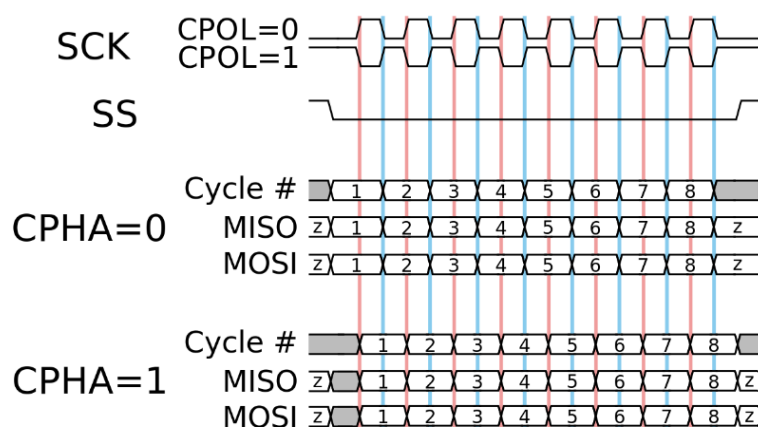 SCK CPOL=0
CPOL=1
SS
Cycle # 1 2 3 4 5 6 7 8
CPHA=0 MISO z 1 2 3 4 5 6 7 8 z
MOSI z 1 2 3 4 5 6 7 8 z
Cycle # 1 2 3 4 5 6 7 8
CPHA=1 MISO z 1 2 3 4 5 6 7 8 z
MOSI z 1 2 3 4 5 6 7 8 z